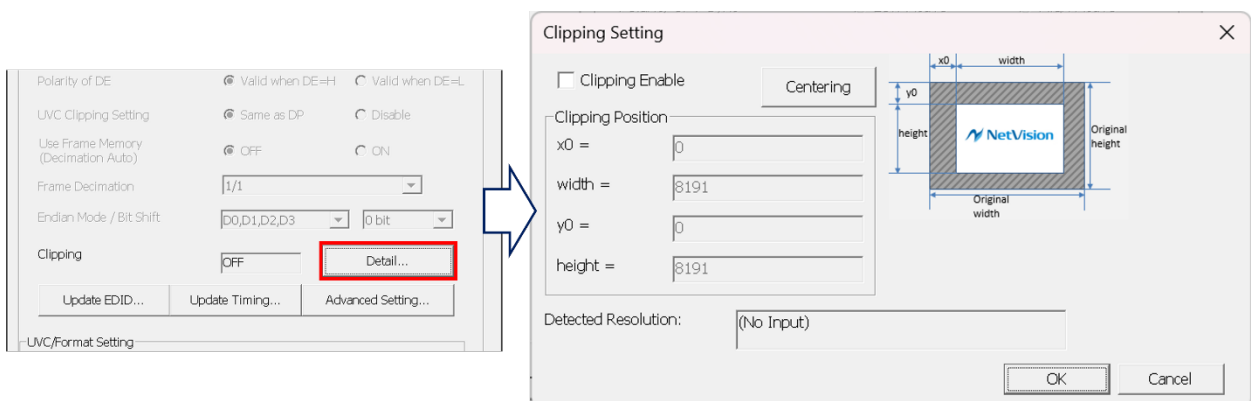 Polarity of DE Valid when DE=H Valid when DE=L
UVC Clipping Setting Same as DP Disable
Use Frame Memory
(Decimation Auto) OFF ON
Frame Decimation 1/1
Endian Mode / Bit Shift D0,D1,D2,D3 0 bit
Clipping OFF Detail...
Update EDID... Update Timing... Advanced Setting...
UVC/Format Setting
Clipping Setting
Clipping Enable Centering
Clipping Position
x0 = 0
width = 8191
y0 = 0
height = 8191
x0 width
y0
height NetVision Original
height
Original
width
Detected Resolution: (No Input)
OK Cancel